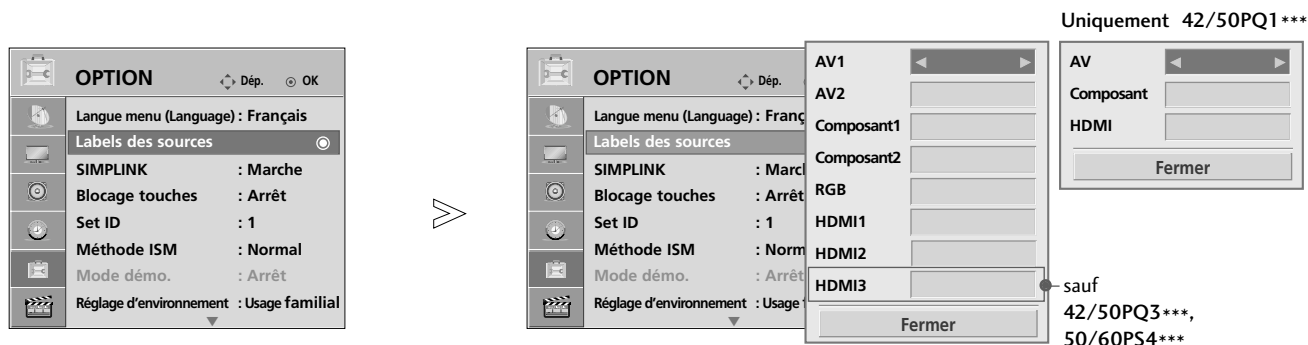 Uniquement 42/50PQ1***
OPTION
Dép. OK
Langue menu (Language) : Français
Labels des sources
SIMPLINK : Marche
Blocage touches : Arrêt
Set ID : 1
Méthode ISM : Normal
Mode démo. : Arrêt
Réglage d’environnement : Usage familial
OPTION
Dép.
Langue menu (Language) : Franç
Labels des sources
SIMPLINK : March
Blocage touches : Arrêt
Set ID : 1
Méthode ISM : Norm
Mode démo. : Arrêt
Réglage d’environnement : Usage
AV1
AV2
Composant1
Composant2
RGB
HDMI1
HDMI2
HDMI3
Fermer
AV
Composant
HDMI
Fermer
sauf
42/50PQ3***,
50/60PS4***